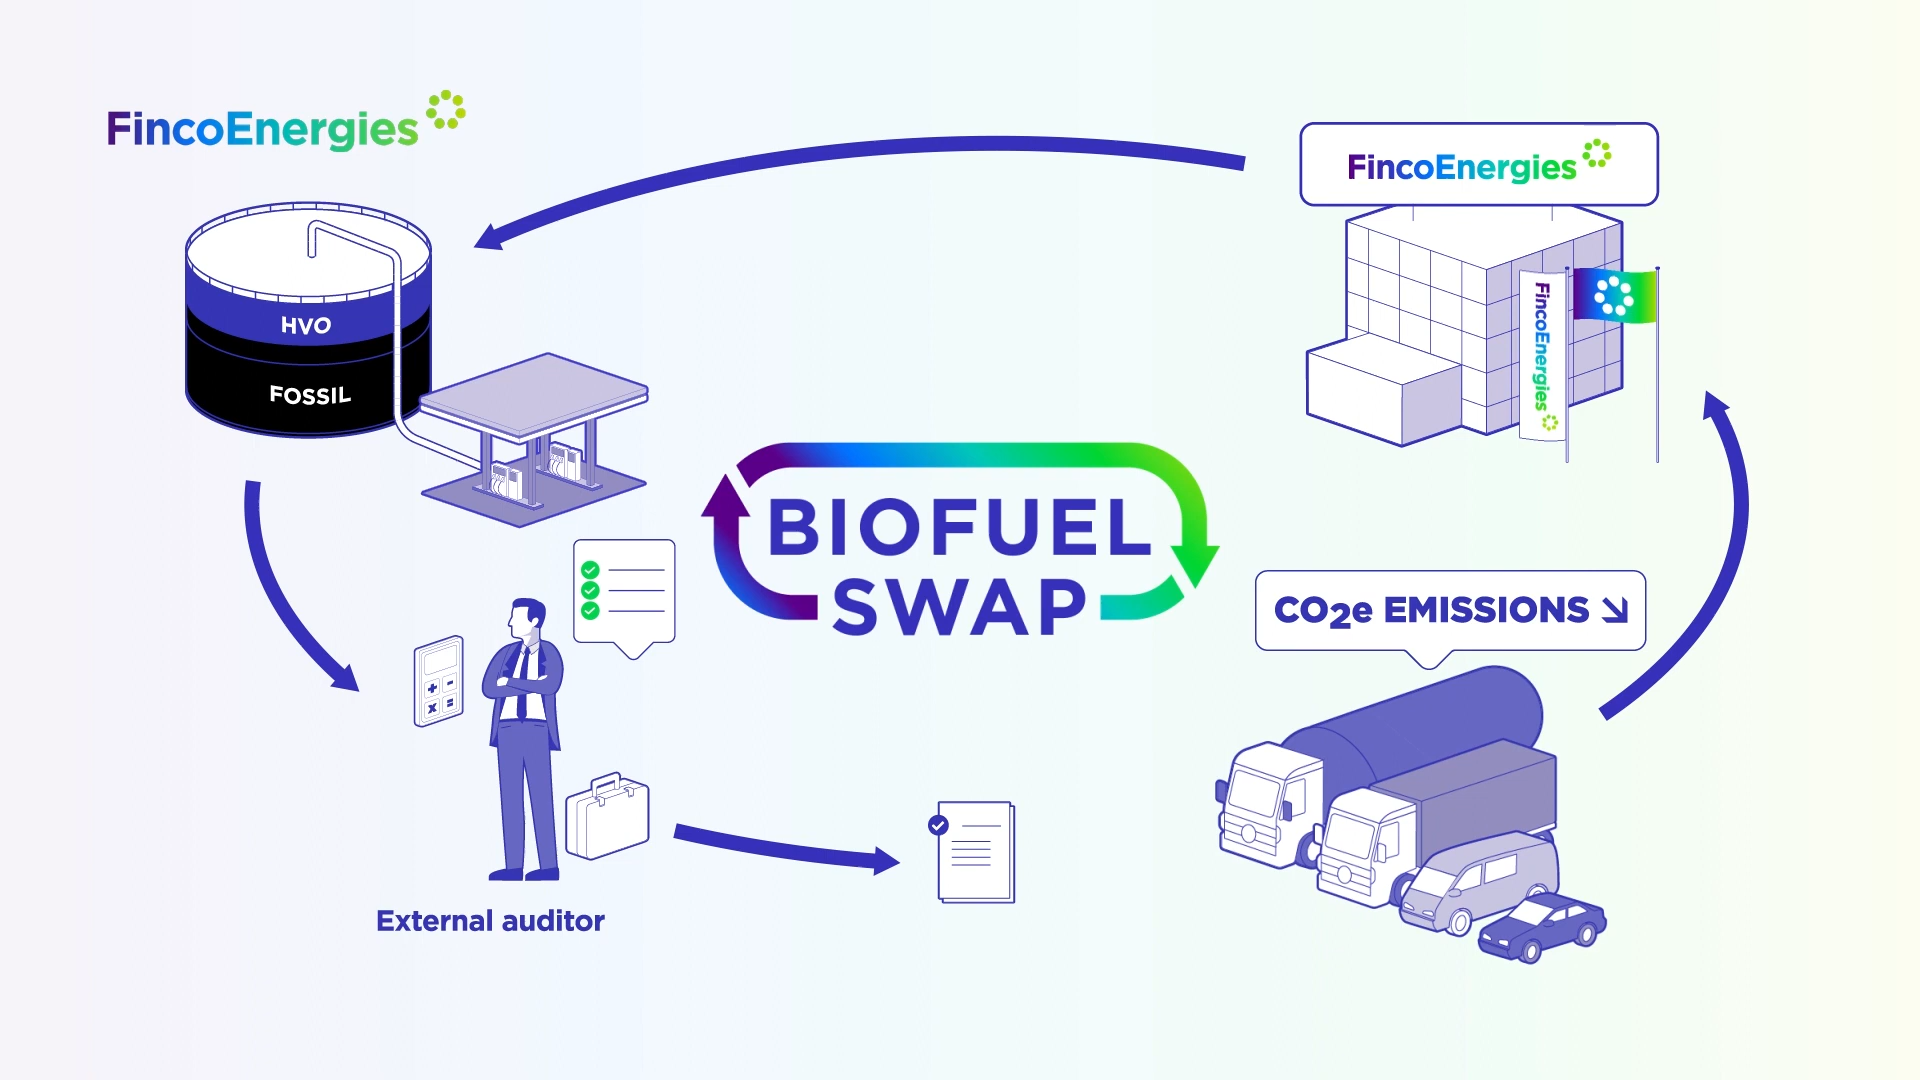 FincoEnergies
FincoEnergies
HVO
FOSSIL
FincoEnergies
BIOFUEL
SWAP
CO2e EMISSIONS
+ -
x =
External auditor